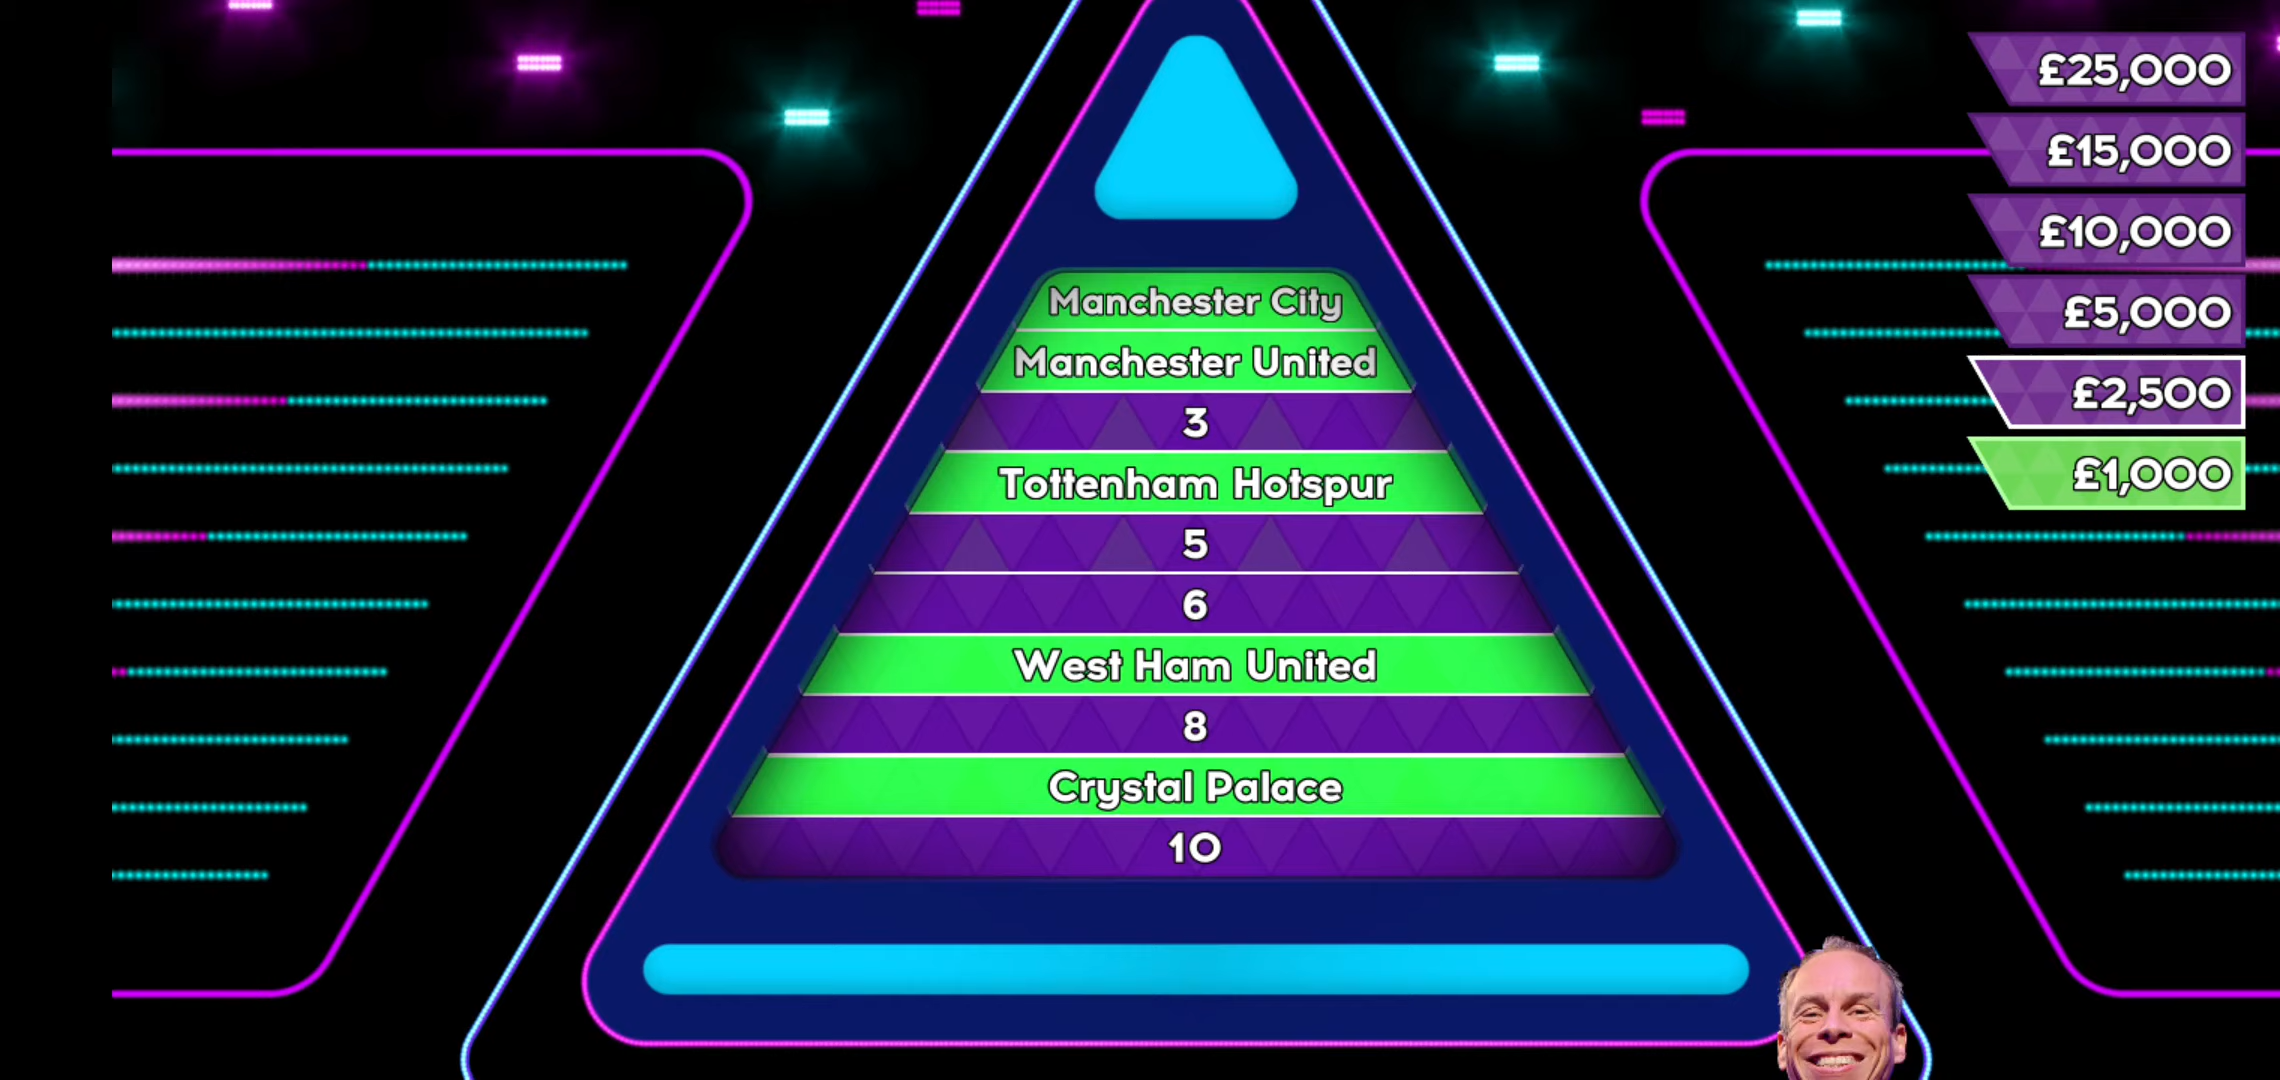 £25,000
£15,000
£10,000
£5,000
£2,500
£1,000
Manchester City
Manchester United
3
Tottenham Hotspur
5
6
West Ham United
8
Crystal Palace
10